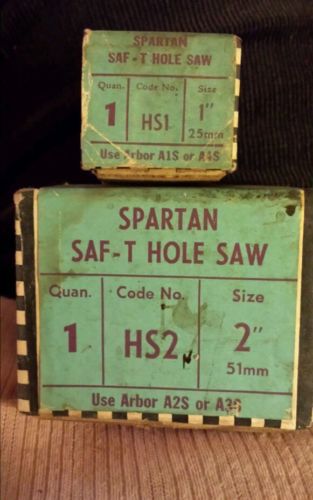 SPARTAN
SAF-T HOLE SAW
Quan. Code No. Size
1 HS1 1"
25mm
Use Arbor A1S or A4S
SPARTAN
SAF-T HOLE SAW
Quan. Code No. Size
1 HS2 2"
51mm
Use Arbor A2S or A3S